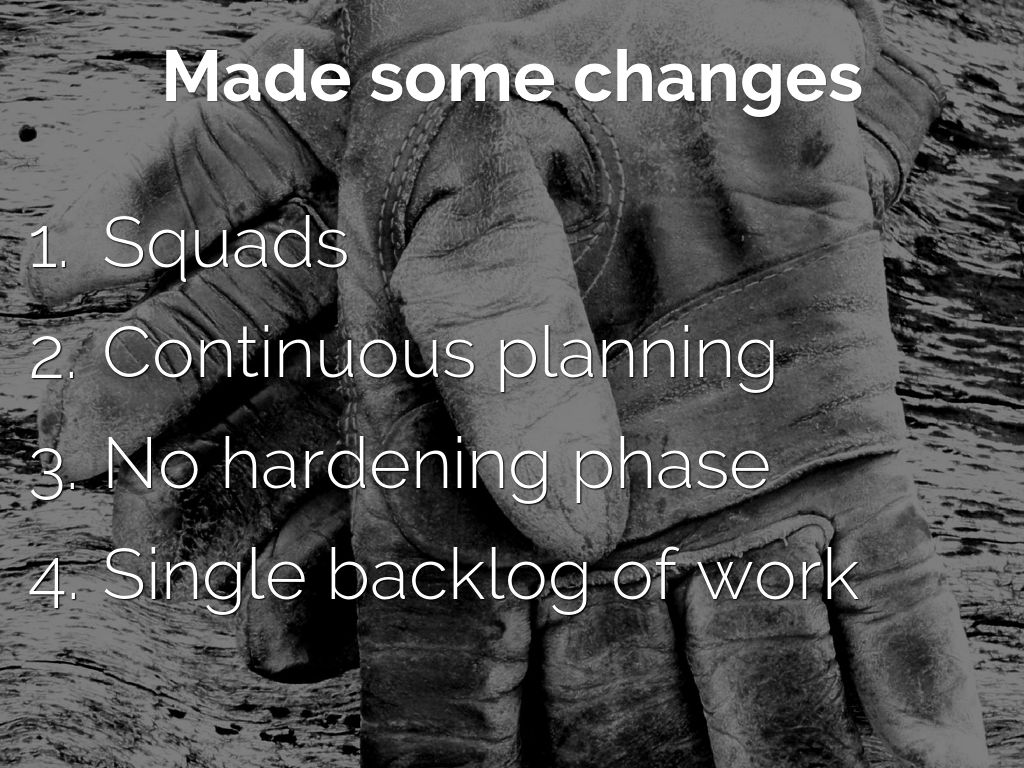 Made some changes
1. Squads
2. Continuous planning
3. No hardening phase
4. Single backlog of work